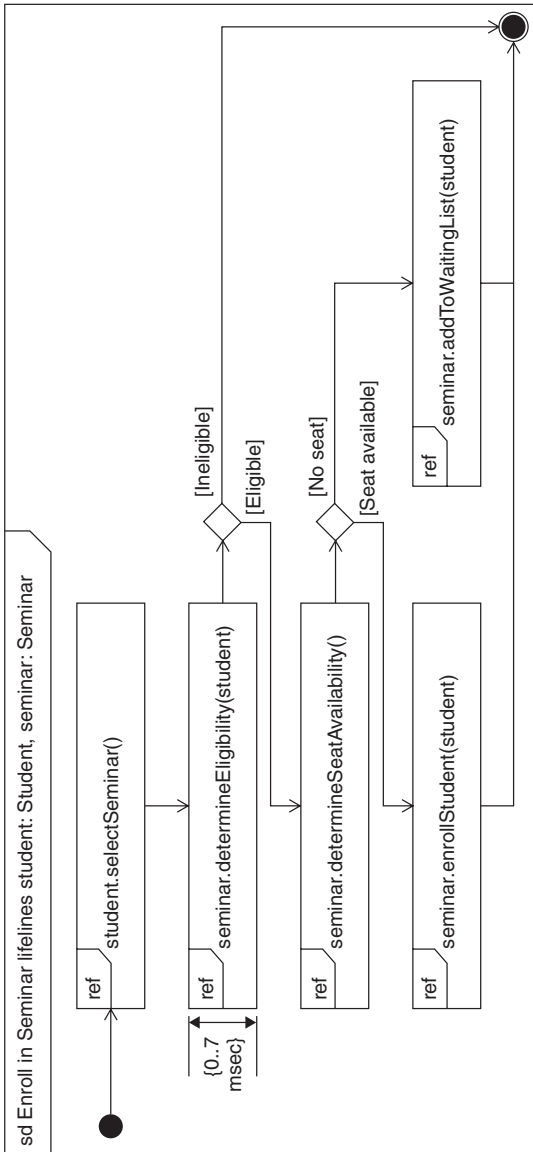 sd Enroll in Seminar lifelines student: Student, seminar: Seminar
ref
student.selectSeminar()
{0..7
msec}
ref
seminar.determineEligibility(student)
[Ineligible]
[Eligible]
ref
seminar.determineSeatAvailability()
[No seat]
[Seat available]
ref
seminar.enrollStudent(student)
ref
seminar.addToWaitingList(student)